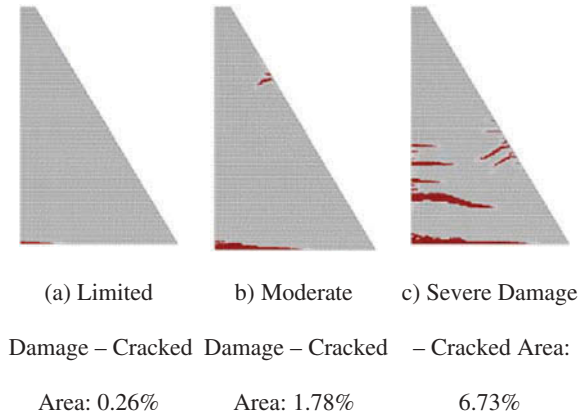 (a) Limited
Damage – Cracked
Area: 0.26%
b) Moderate
Damage – Cracked
Area: 1.78%
c) Severe Damage
– Cracked Area:
6.73%